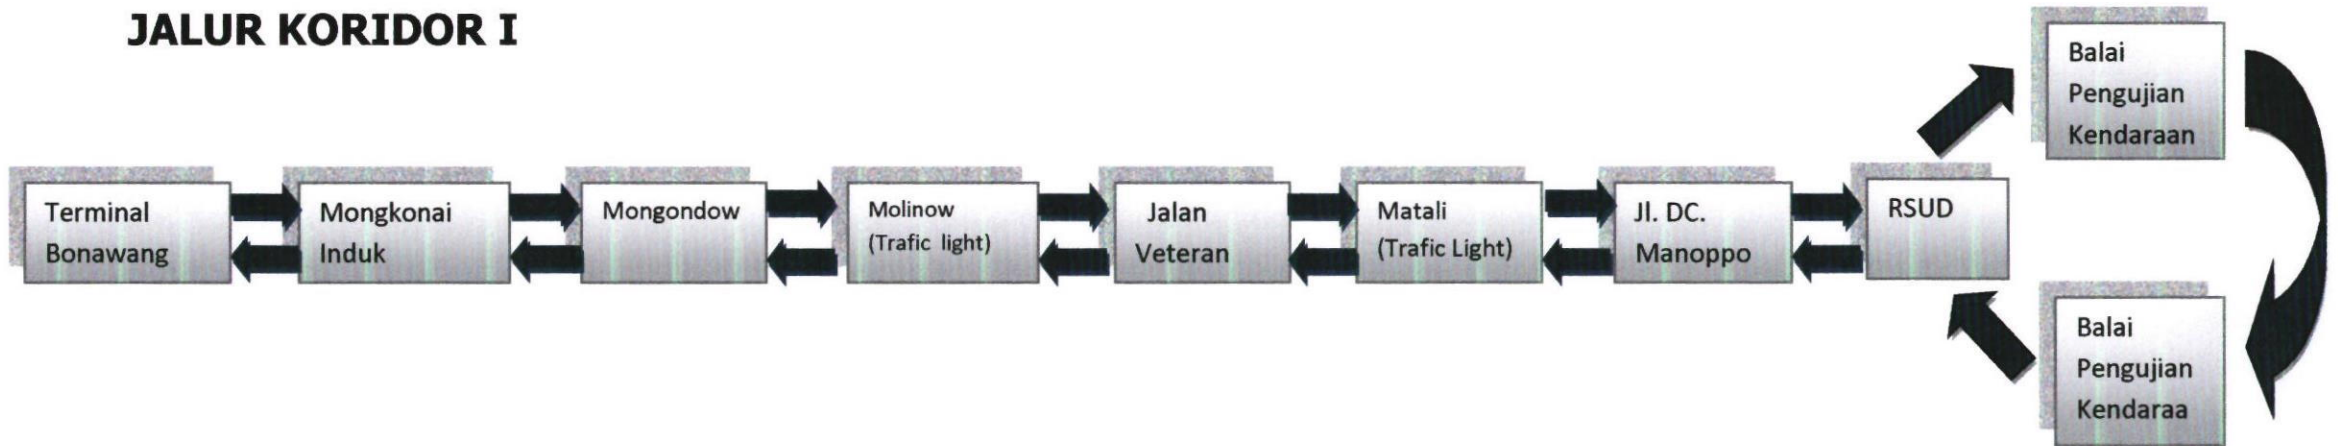 JALUR KORIDOR I
Terminal
Bonawang
Mongkonai
Induk
Mongondow
Molinow
(Trafic light)
Jalan
Veteran
Matali
(Trafic Light)
Jl. DC.
Manoppo
RSUD
Balai
Pengujian
Kendaraan
Balai
Pengujian
Kendaraa